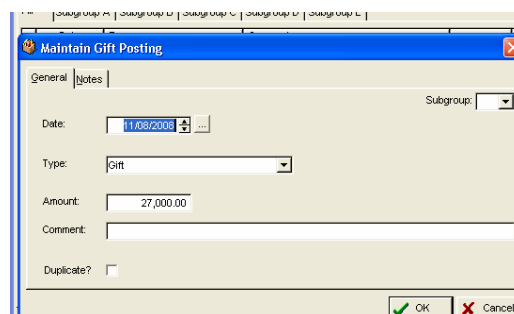 Subgroup A Subgroup B Subgroup C Subgroup D Subgroup E
Maintain Gift Posting
General Notes
Subgroup:
Date: 11/08/2008 ...
Type: Gift
Amount: 27,000.00
Comment:
Duplicate?
OK Cancel